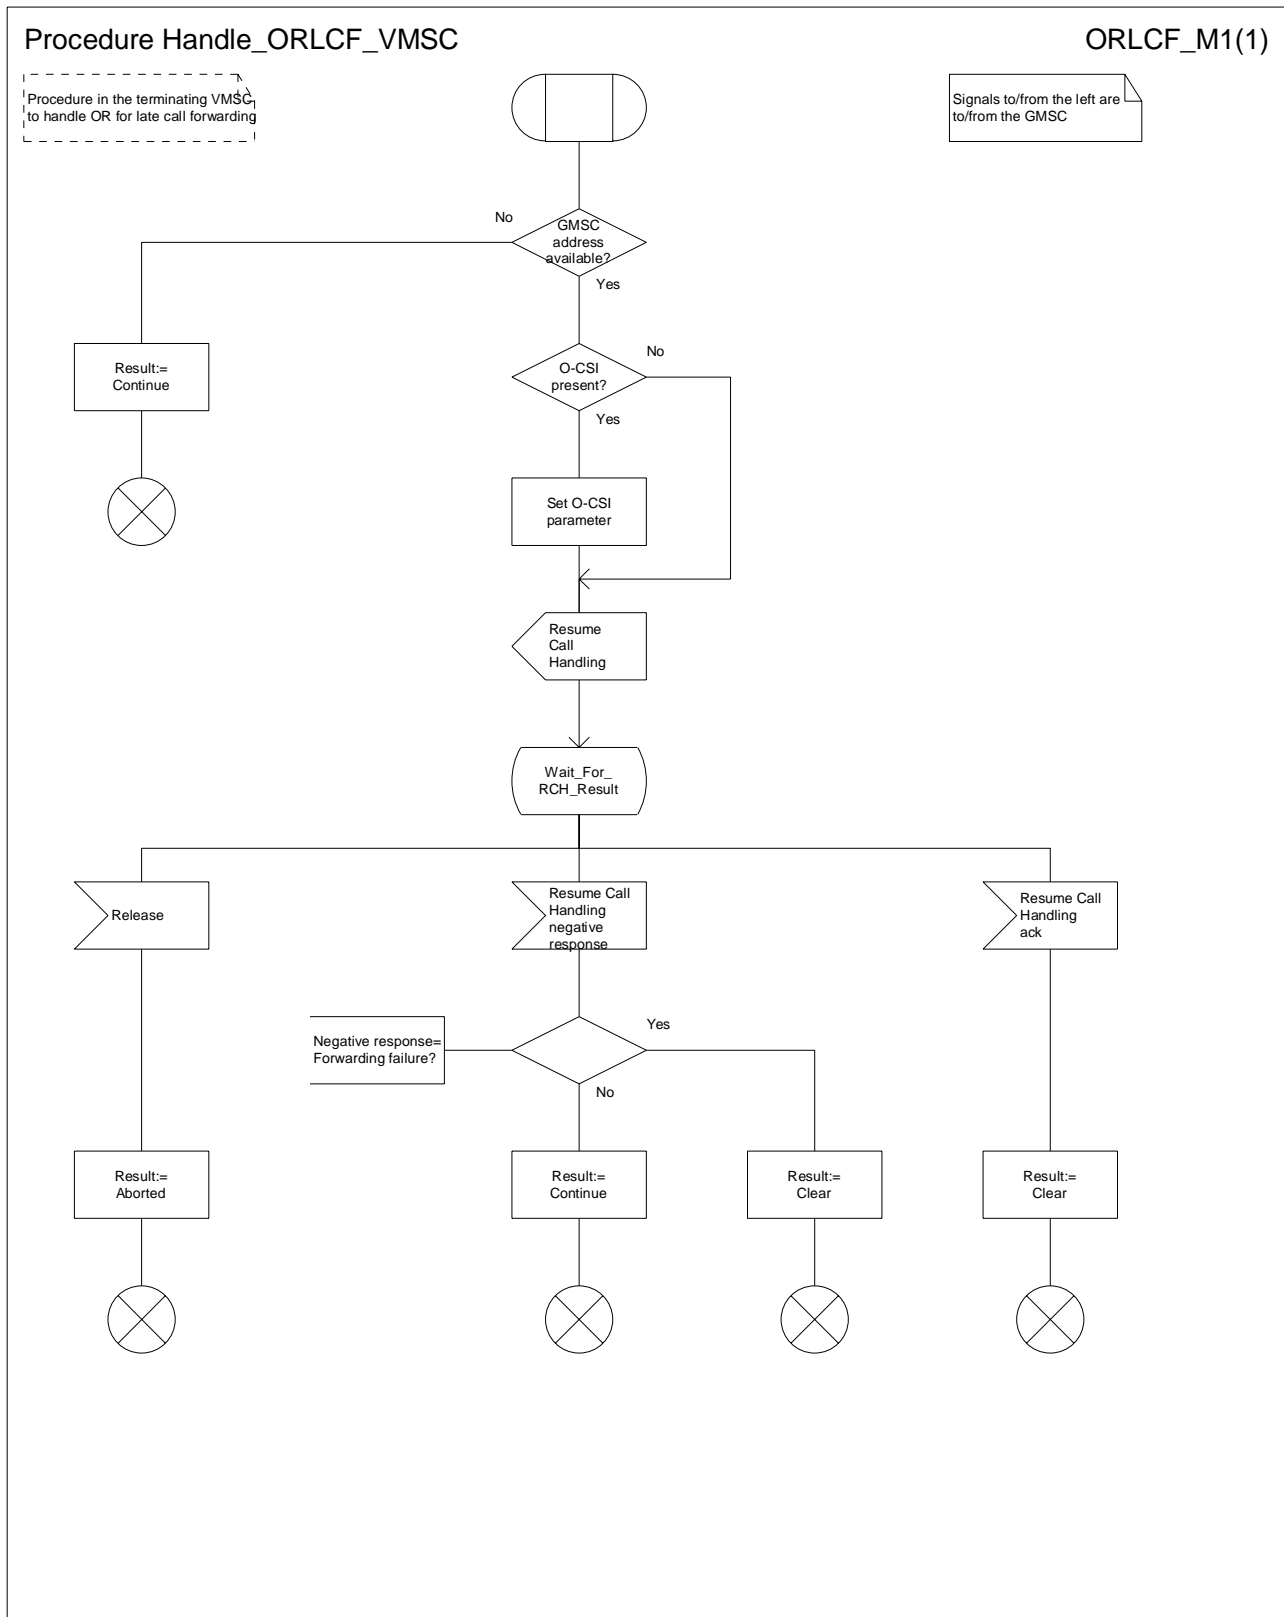 Procedure Handle_ORLCF_VMSC
ORLCF_M1(1)
Procedure in the terminating VMSC
to handle OR for late call forwarding
Signals to/from the left are
to/from the GMSC
No
GMSC
address
available?
Yes
Result:=
Continue
O-CSI
present?
No
Yes
Set O-CSI
parameter
Resume
Call
Handling
Wait_For_
RCH_Result
Release
Resume Call
Handling
negative
response
Resume Call
Handling
ack
Negative response=
Forwarding failure?
Yes
No
Result:=
Aborted
Result:=
Continue
Result:=
Clear
Result:=
Clear